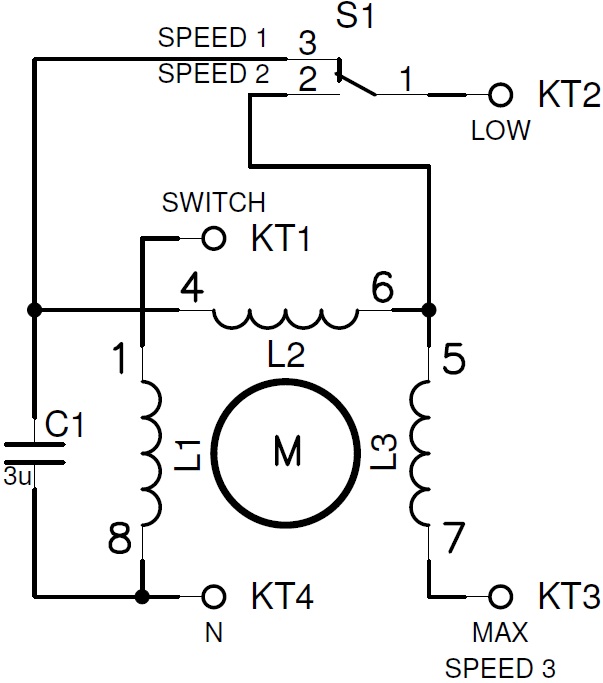 S1
SPEED 1 3
SPEED 2 2 1 KT2
LOW
SWITCH
KT1
4 6
1 L2 5
C1
3u L1 M L3
8 7
KT4 KT3
N MAX
SPEED 3